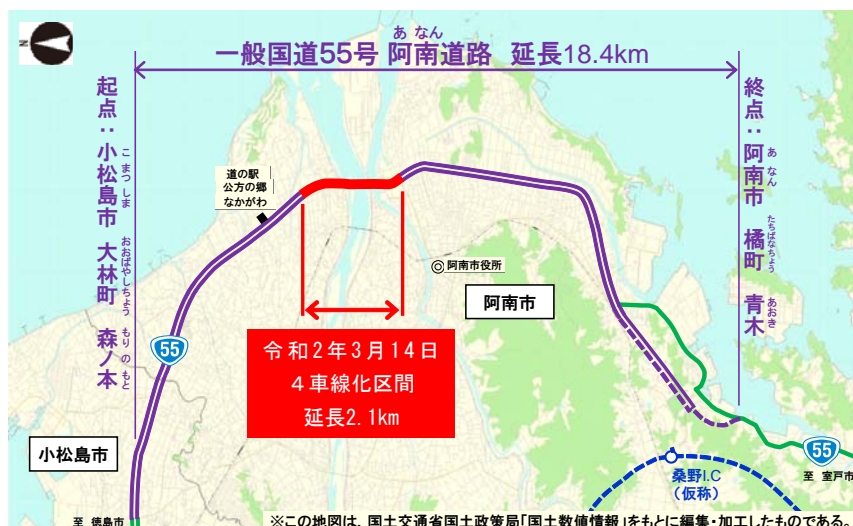 N
あ なん
一般国道55号 阿南道路 延長18.4km
起点：小松島市 大林町 森ノ本
こ まつ しま おおばやしちょう もり の もと
終点：阿南市 橘町 青木
あ なん たちばなちょう あおき
道の駅
公方の郷
なかがわ
◎阿南市役所
阿南市
55
令和2年3月14日
４車線化区間
延長2.1km
小松島市
55
至 室戸市
桑野I.C
（仮称）
至 徳島市
※この地図は、国土交通省国土政策局「国土数値情報」をもとに編集・加工したものである。